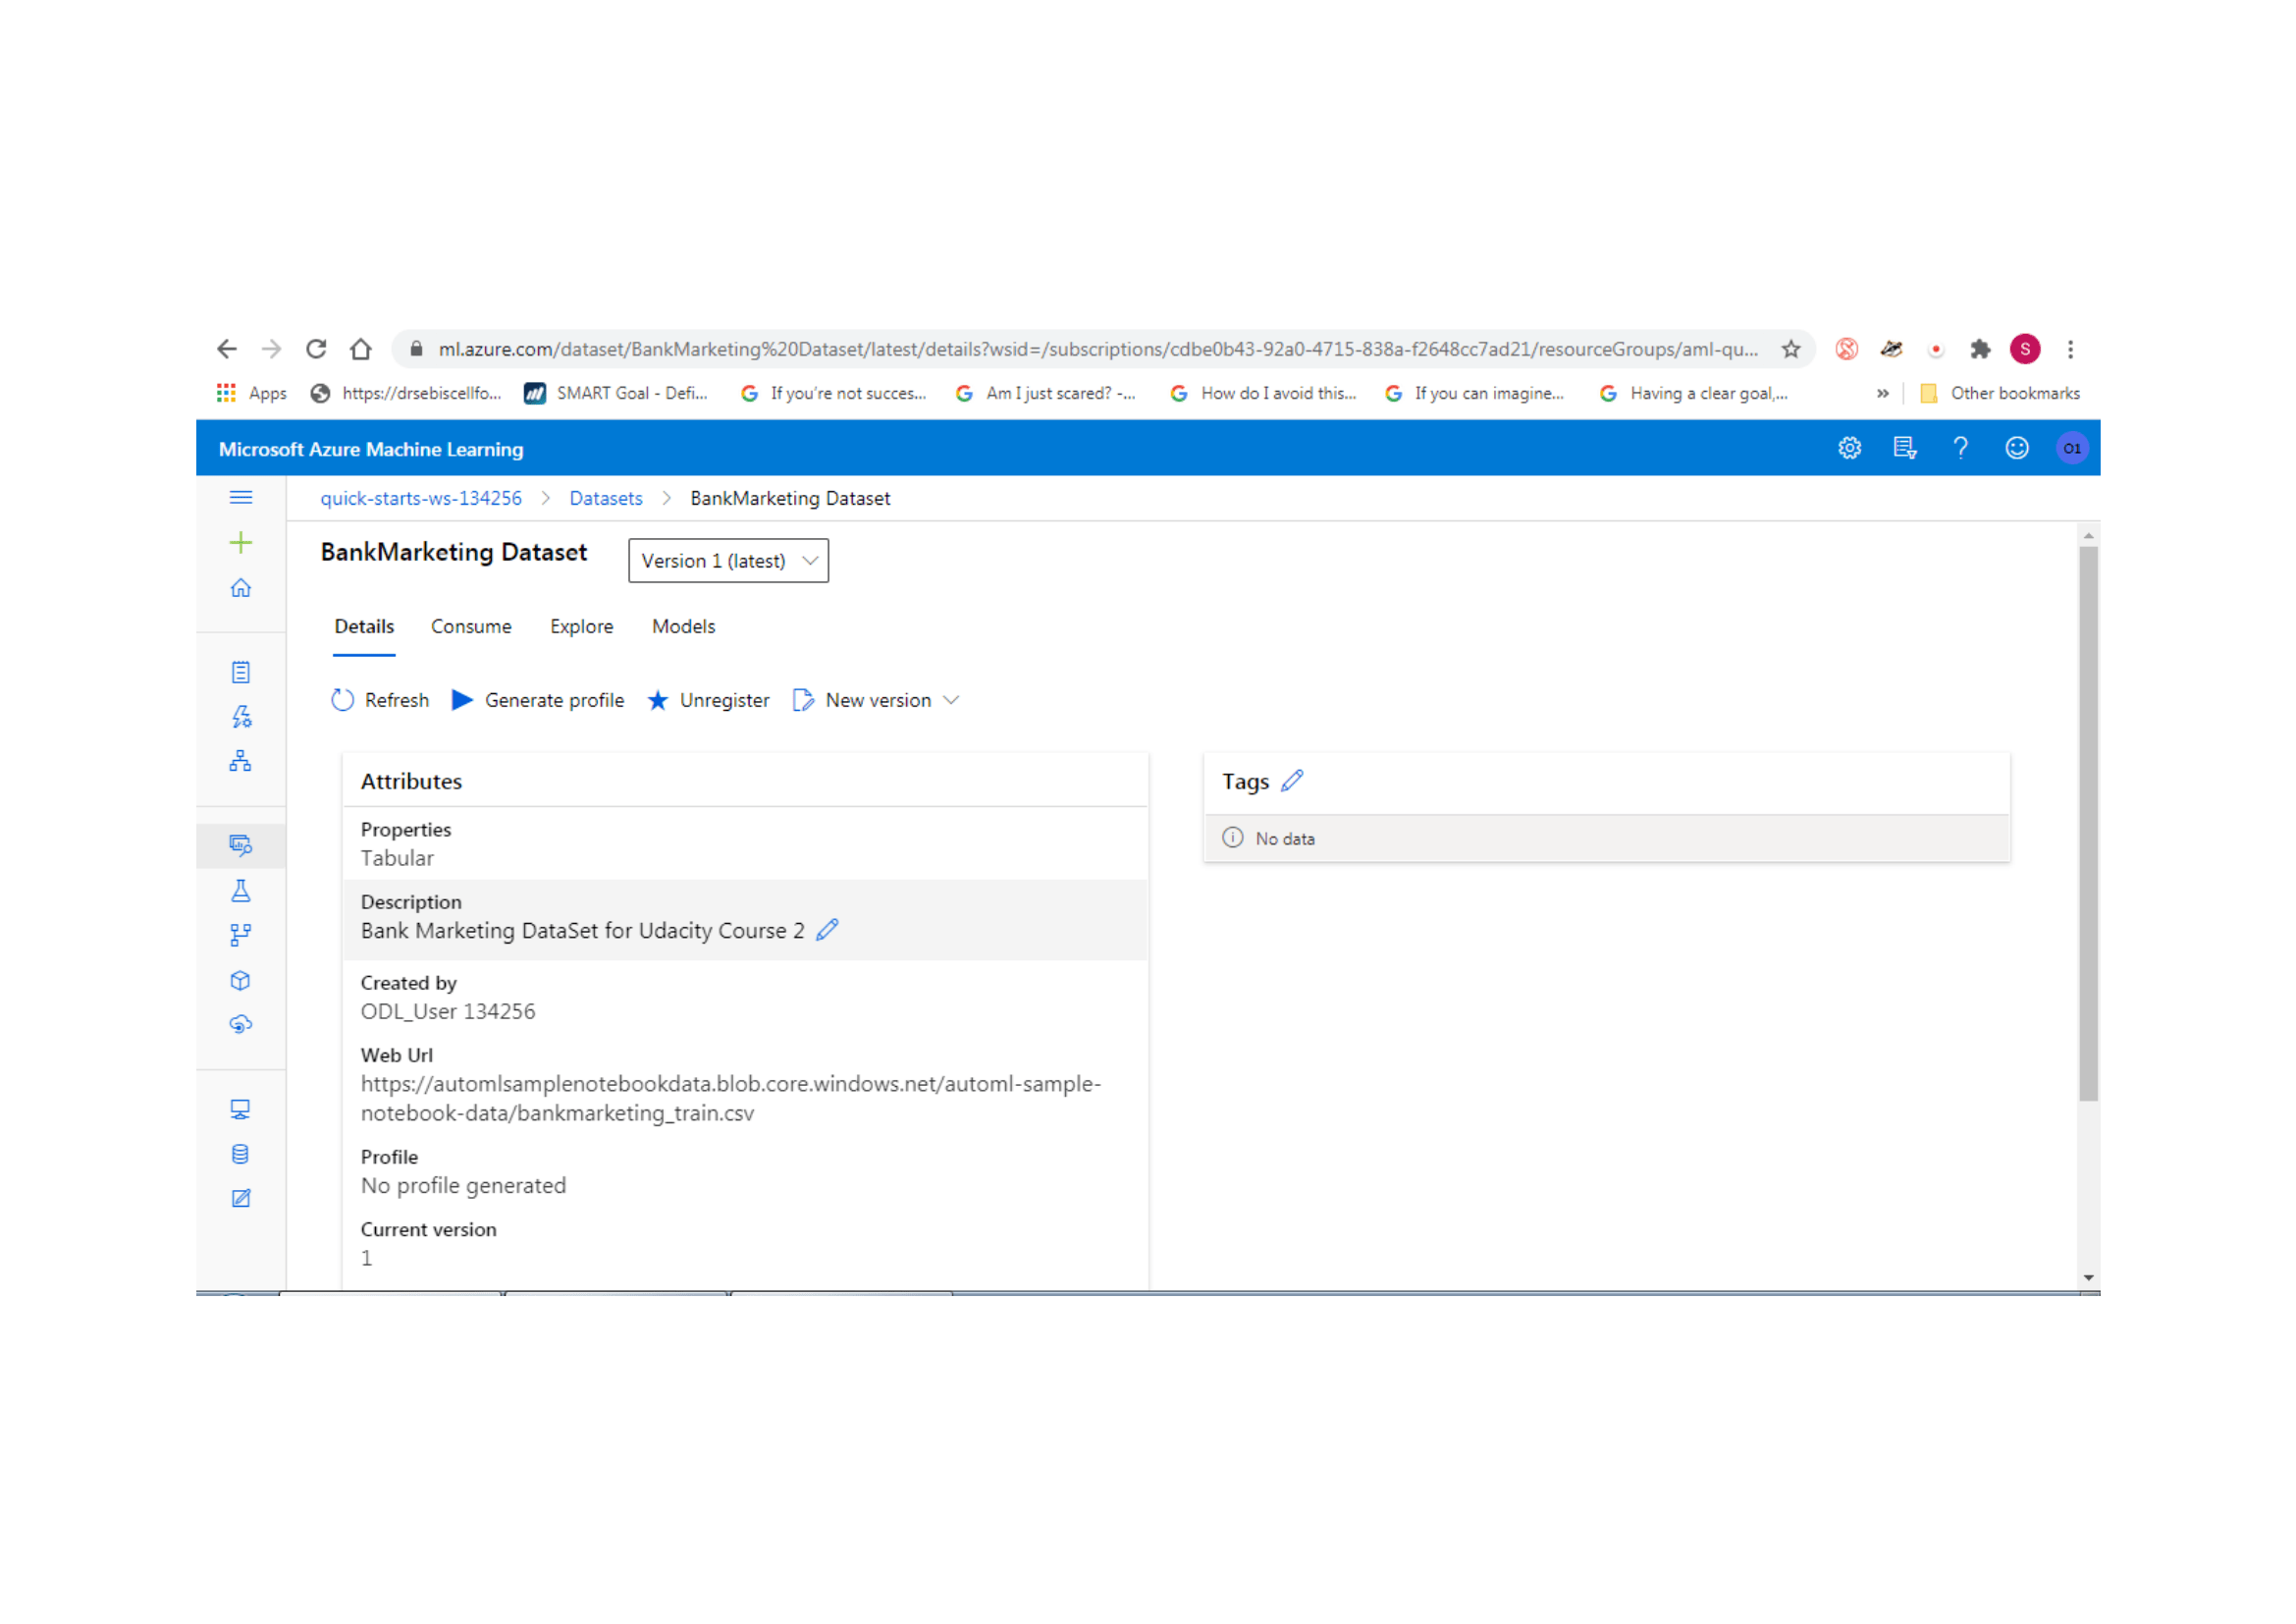 ml.azure.com/dataset/BankMarketing%20Dataset/latest/details?wsid=/subscriptions/cdbe0b43-92a0-4715-838a-f2648cc7ad21/resourceGroups/aml-qu...
S
Apps https://drsebiscellfo... SMART Goal - Defi... If you're not succes... Am I just scared? -... How do I avoid this... If you can imagine... Having a clear goal,... » Other bookmarks
Microsoft Azure Machine Learning
O1
quick-starts-ws-134256 > Datasets > BankMarketing Dataset
BankMarketing Dataset
Version 1 (latest)
Details Consume Explore Models
Refresh Generate profile Unregister New version
Attributes
Properties
Tabular
Description
Bank Marketing DataSet for Udacity Course 2
Created by
ODL_User 134256
Web Url
https://automlsamplenotebookdata.blob.core.windows.net/automl-sample-
notebook-data/bankmarketing_train.csv
Profile
No profile generated
Current version
1
Tags
No data